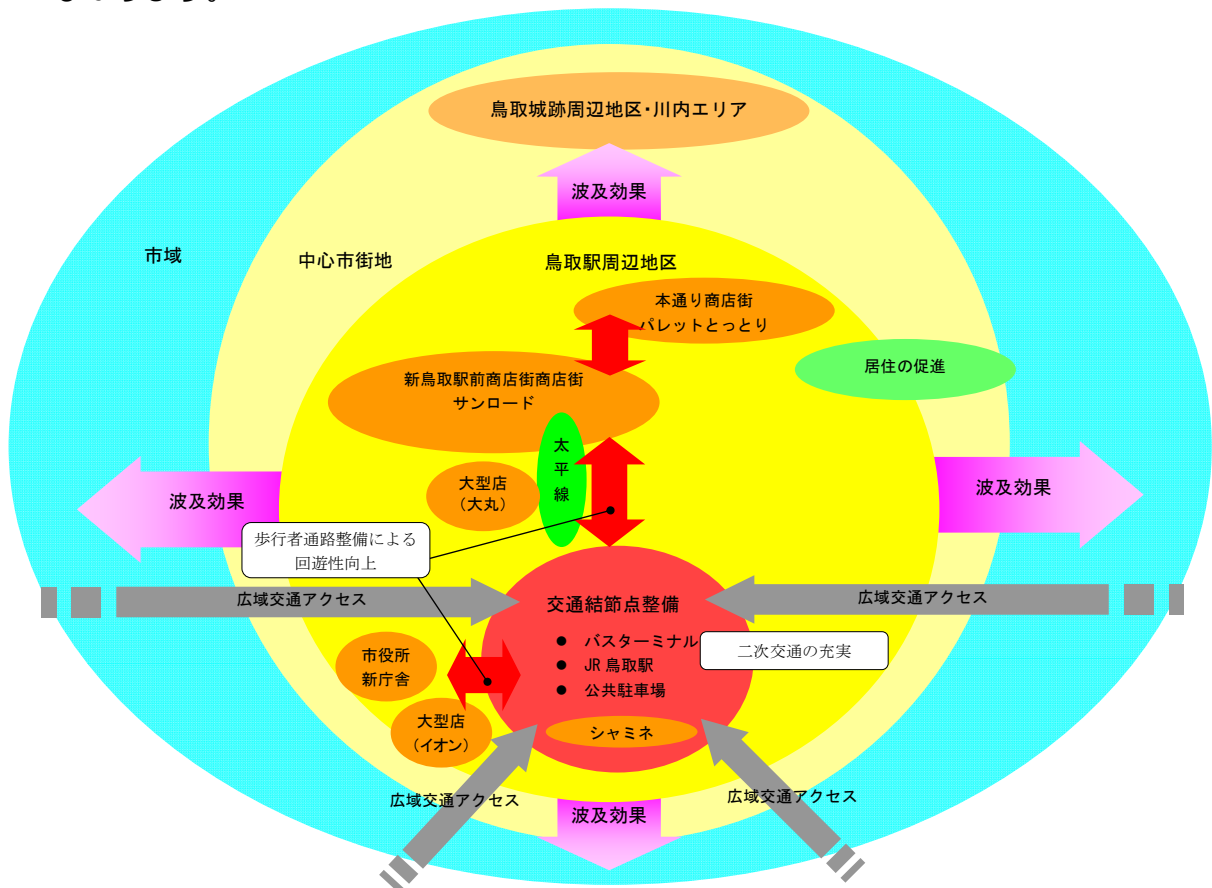 鳥取城跡周辺地区・川内エリア
波及効果
市域
中心市街地
鳥取駅周辺地区
本通り商店街
パレットとっとり
居住の促進
新鳥取駅前商店街商店街
サンロード
太
平
線
大型店
（大丸）
波及効果
波及効果
歩行者通路整備による
回遊性向上
広域交通アクセス
広域交通アクセス
交通結節点整備
● バスターミナル
● JR 鳥取駅
● 公共駐車場
二次交通の充実
市役所
新庁舎
大型店
（イオン）
シャミネ
広域交通アクセス
広域交通アクセス
波及効果